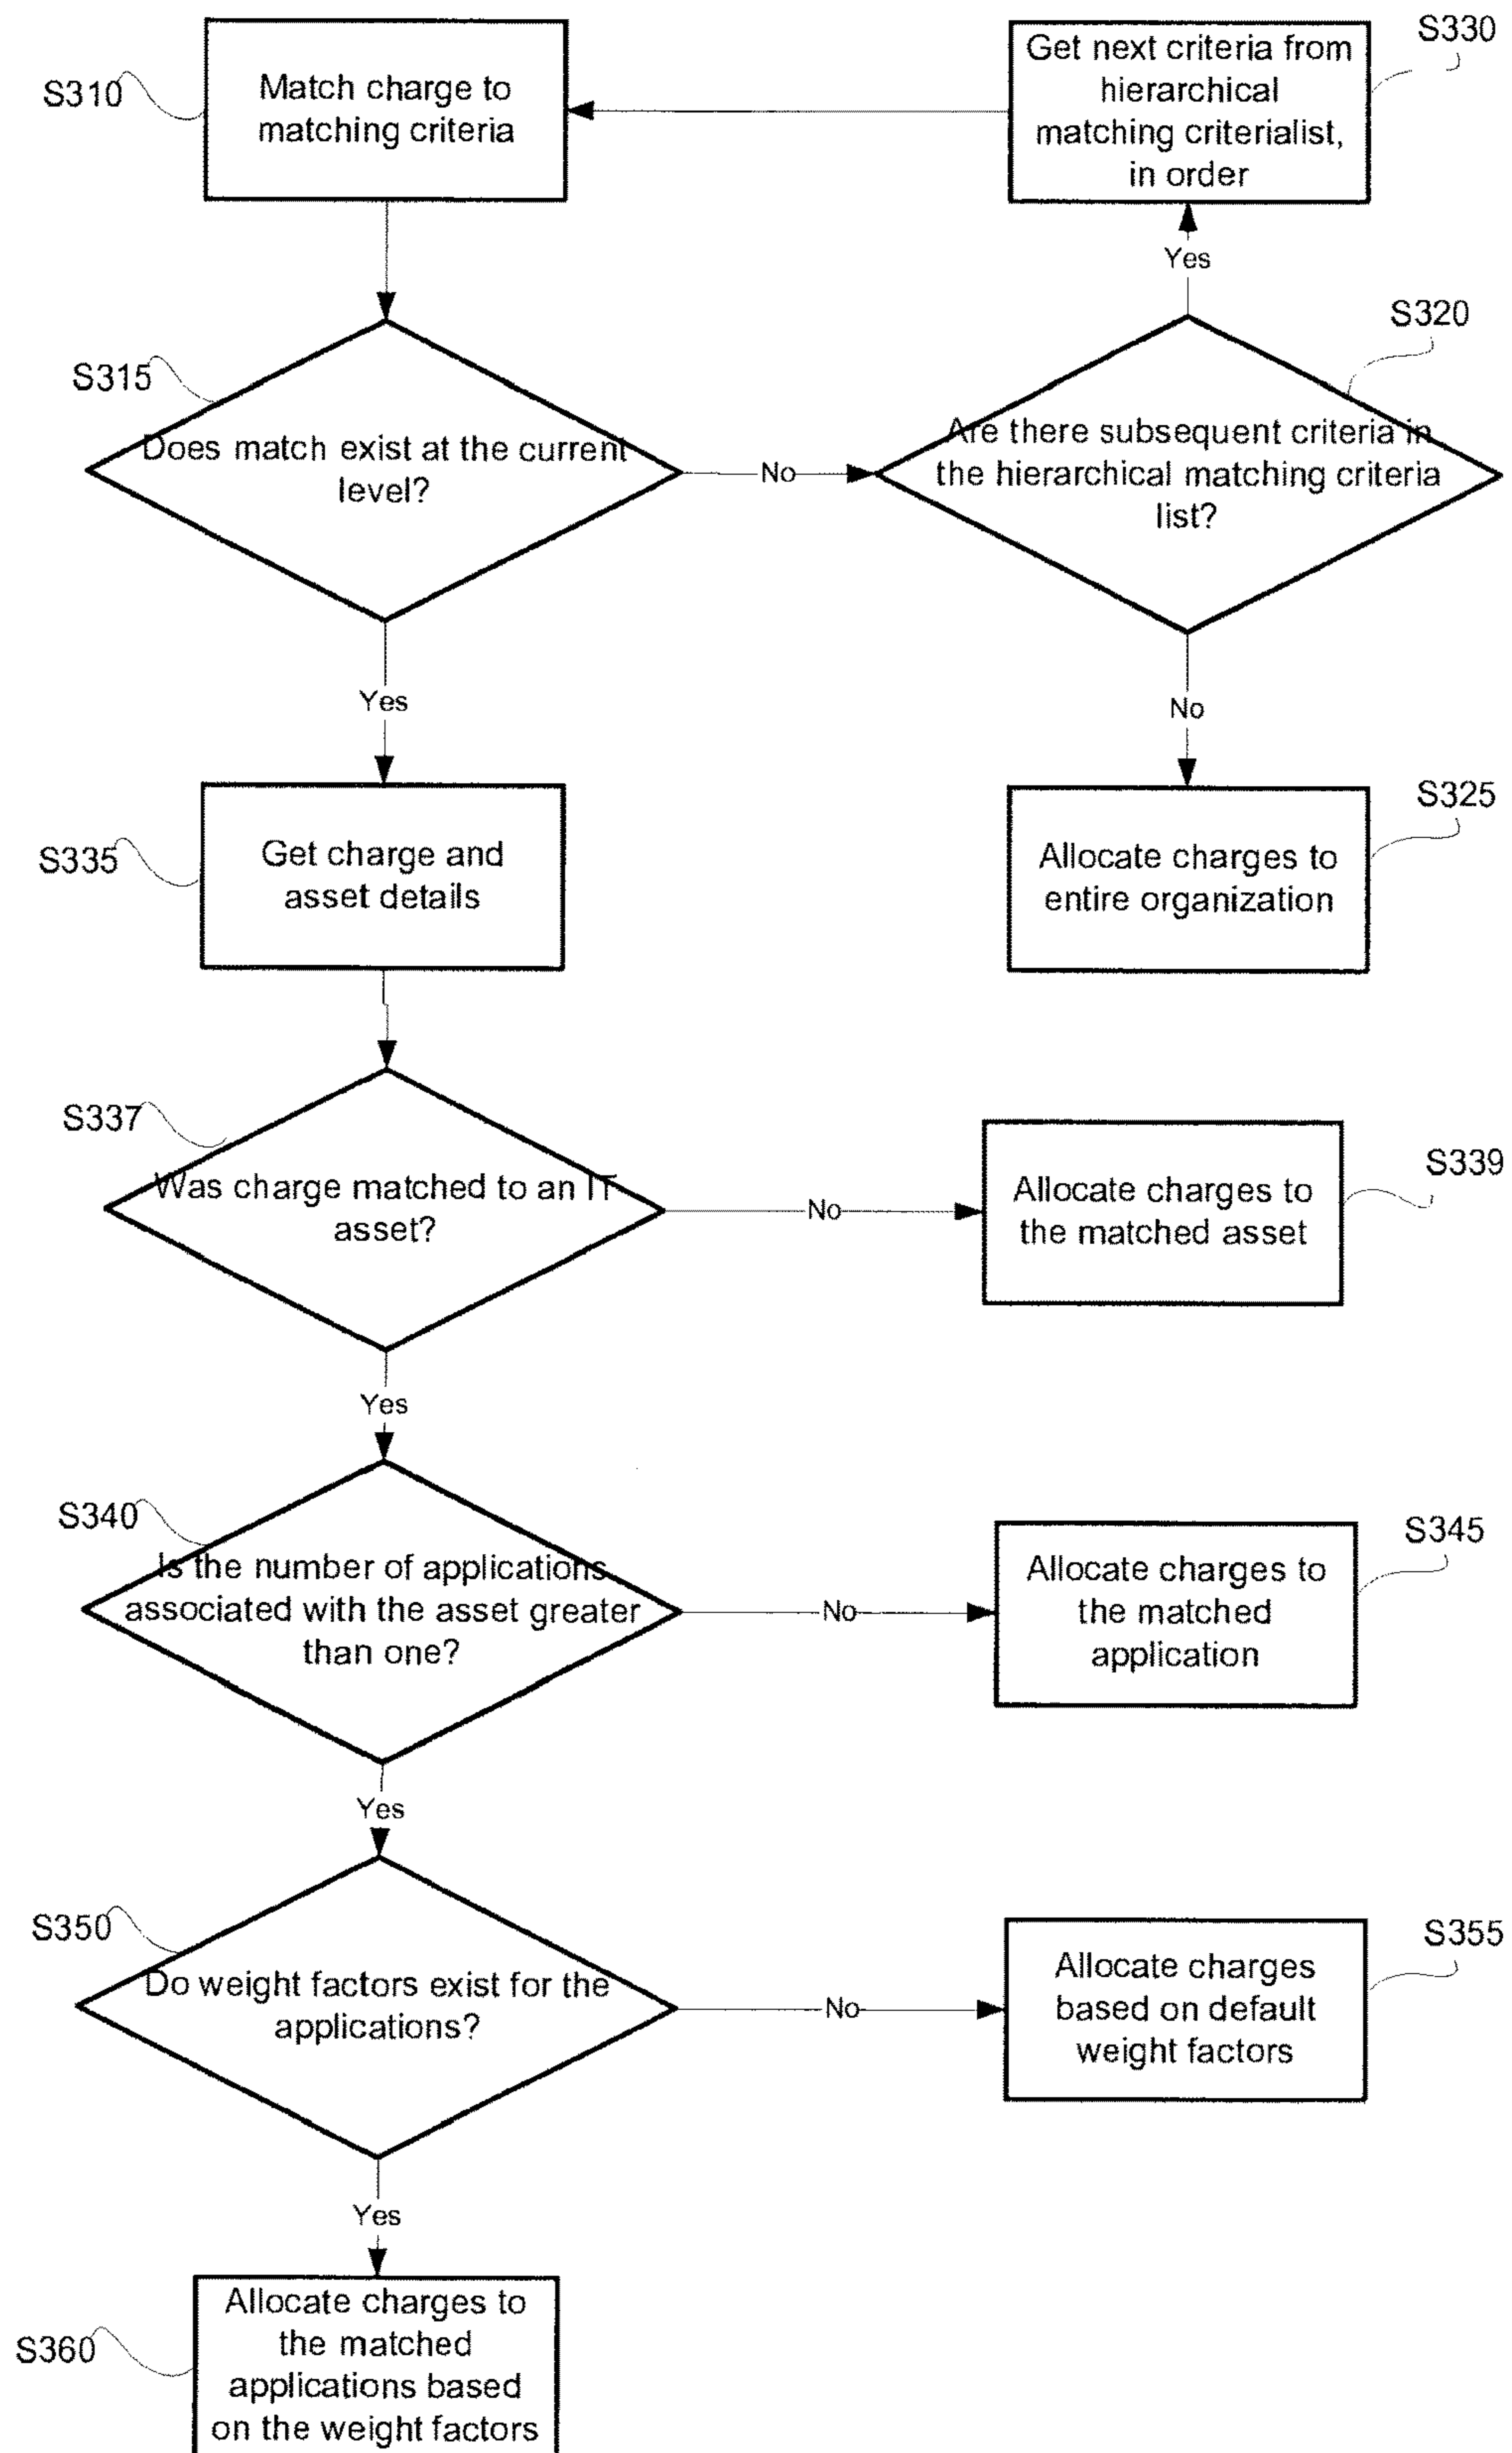 S310
Match charge to
matching criteria
S330
Get next criteria from
hierarchical
matching criterialist,
in order
Yes
S315
Does match exist at the current
level?
No
S320
Are there subsequent criteria in
the hierarchical matching criteria
list?
Yes
No
S335
Get charge and
asset details
S325
Allocate charges to
entire organization
S337
Was charge matched to an IT
asset?
No
S339
Allocate charges to
the matched asset
Yes
S340
Is the number of applications
associated with the asset greater
than one?
No
S345
Allocate charges to
the matched
application
Yes
S350
Do weight factors exist for the
applications?
No
S355
Allocate charges
based on default
weight factors
Yes
S360
Allocate charges to
the matched
applications based
on the weight factors